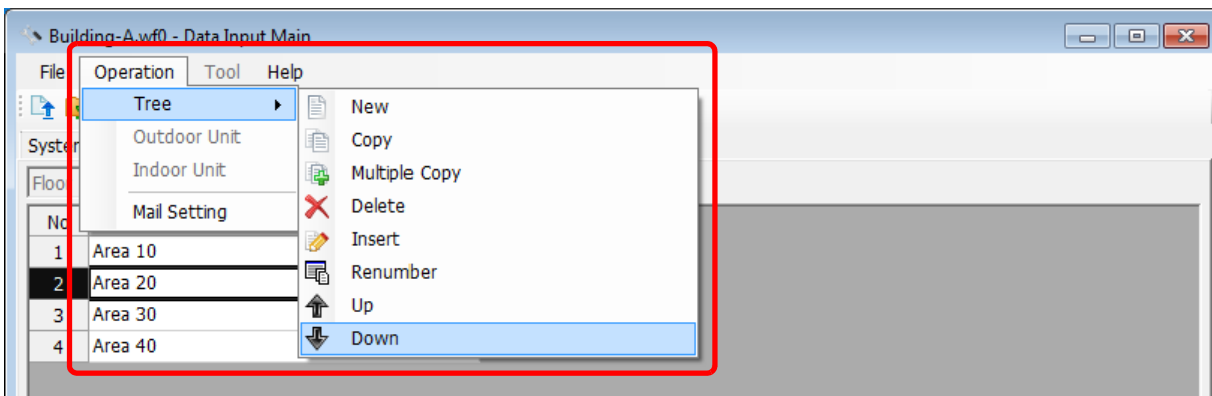 Building-A.wf0 - Data Input Main
File Operation Tool Help
Tree New
Outdoor Unit Copy
Indoor Unit Multiple Copy
Mail Setting Delete
Insert
Renumber
Up
Down
System
Floor
No
1 Area 10
2 Area 20
3 Area 30
4 Area 40